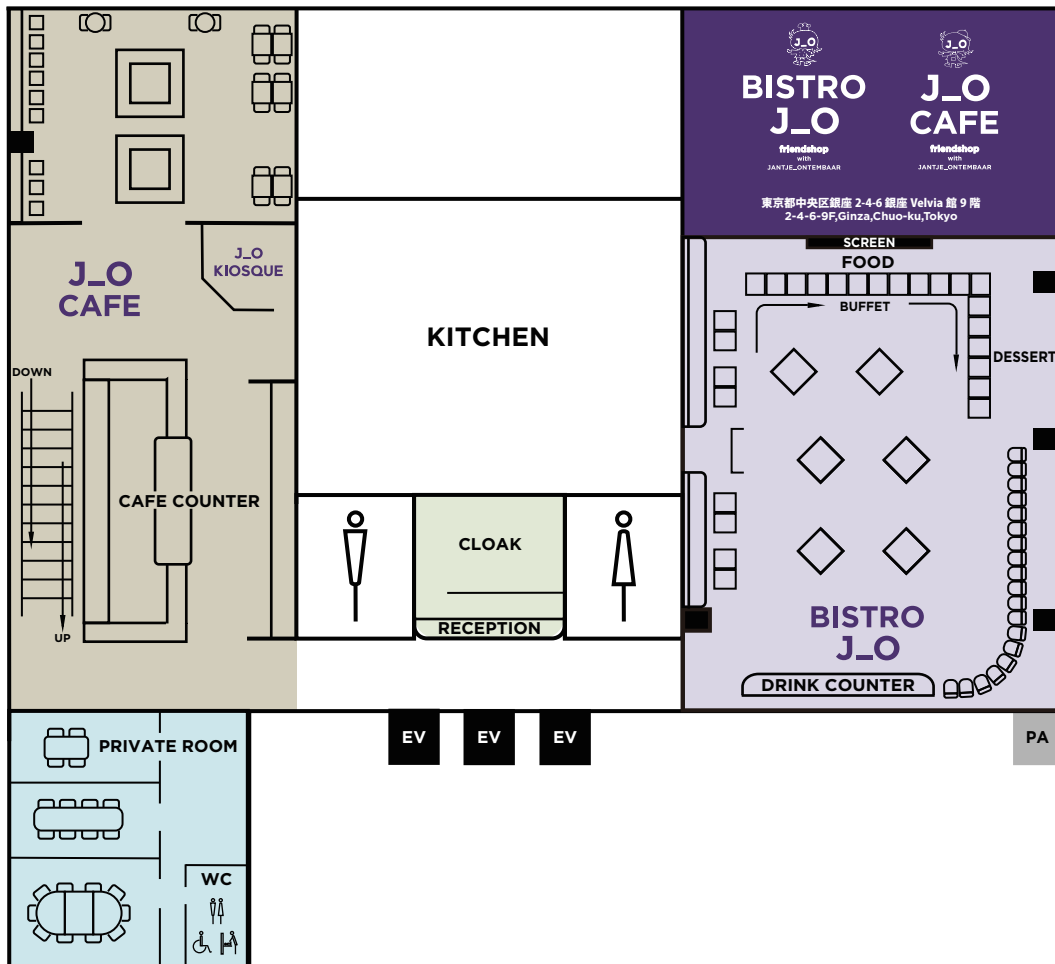 J_O
BISTRO
J_O
friendshop
with
JANTJE_ONTEMBAAR
J_O
J_O
CAFE
friendshop
with
JANTJE_ONTEMBAAR
東京都中央区銀座 2-4-6 銀座 Velvia 館 9 階
2-4-6-9F,Ginza,Chuo-ku,Tokyo
J_O
KIOSQUE
J_O
CAFE
DOWN
CAFE COUNTER
UP
KITCHEN
CLOAK
RECEPTION
SCREEN
FOOD
BUFFET
DESSERT
BISTRO
J_O
DRINK COUNTER
PRIVATE ROOM
WC
EV
EV
EV
PA